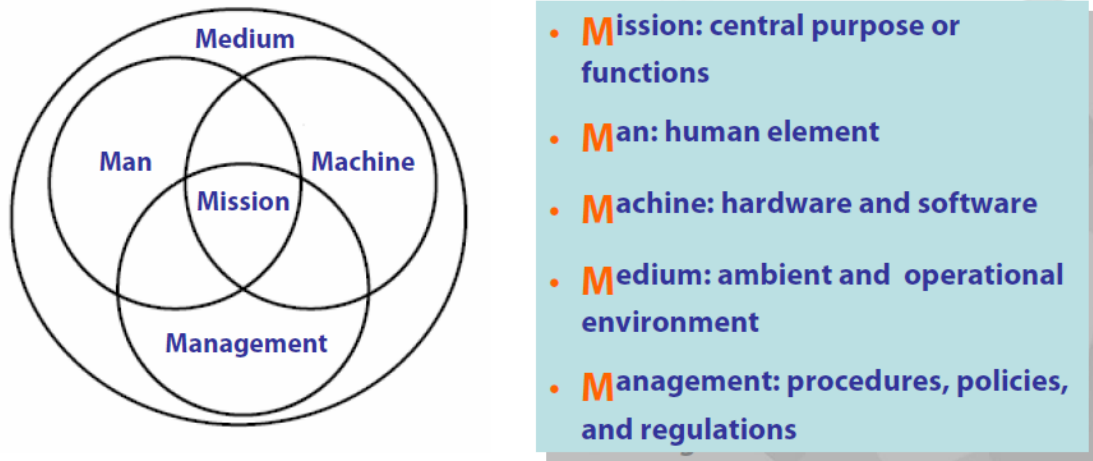 Medium
Man
Machine
Mission
Management
• Mission: central purpose or
functions
• Man: human element
• Machine: hardware and software
• Medium: ambient and operational
environment
• Management: procedures, policies,
and regulations